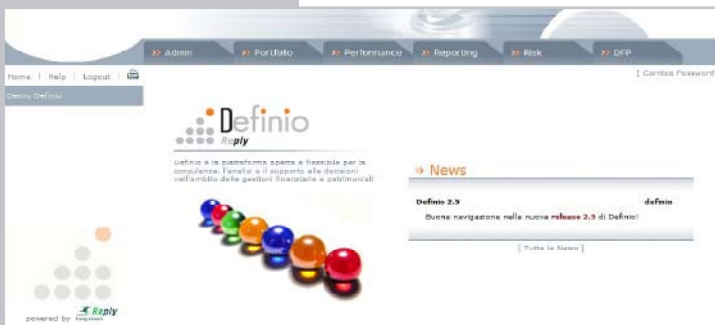 » Admin » Portfolio » Performance » Reporting » Risk » DFP
Home | Help | Logout |
[ Cambia Password
Demo Definio
Definio
Reply
Definio è la piattaforma aperta e flessibile per la
consulenza, l'analisi e il supporto alle decisioni
nell'ambito delle gestioni finanziarie e patrimoniali
» News
Definio 2.5 definio
Buona navigazione nella nuova release 2.5 di Definio!
[ Tutte le News ]
powered by Reply